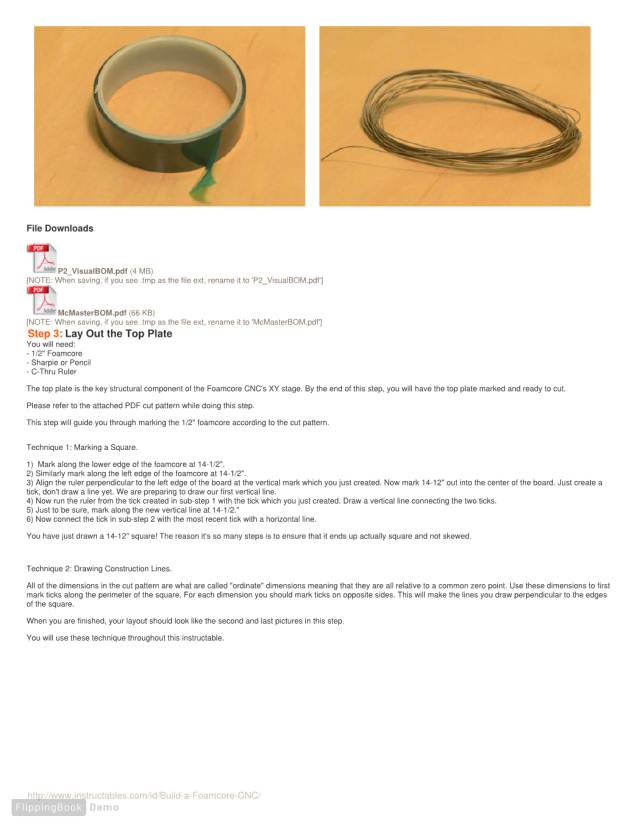 File Downloads
PDF
Adobe
P2_VisualBOM.pdf (4 MB)
[NOTE: When saving, if you see .tmp as the file ext, rename it to 'P2_VisualBOM.pdf']
PDF
Adobe
McMasterBOM.pdf (66 KB)
[NOTE: When saving, if you see .tmp as the file ext, rename it to 'McMasterBOM.pdf']
Step 3: Lay Out the Top Plate
You will need:
- 1/2" Foamcore
- Sharpie or Pencil
- C-Thru Ruler
The top plate is the key structural component of the Foamcore CNC's XY stage. By the end of this step, you will have the top plate marked and ready to cut.
Please refer to the attached PDF cut pattern while doing this step.
This step will guide you through marking the 1/2" foamcore according to the cut pattern.
Technique 1: Marking a Square.
1) Mark along the lower edge of the foamcore at 14-1/2".
2) Similarly mark along the left edge of the foamcore at 14-1/2".
3) Align the ruler perpendicular to the left edge of the board at the vertical mark which you just created. Now mark 14-12" out into the center of the board. Just create a
tick, don't draw a line yet. We are preparing to draw our first vertical line.
4) Now run the ruler from the tick created in sub-step 1 with the tick which you just created. Draw a vertical line connecting the two ticks.
5) Just to be sure, mark along the new vertical line at 14-1/2."
6) Now connect the tick in sub-step 2 with the most recent tick with a horizontal line.
You have just drawn a 14-12" square! The reason it's so many steps is to ensure that it ends up actually square and not skewed.
Technique 2: Drawing Construction Lines.
All of the dimensions in the cut pattern are what are called "ordinate" dimensions meaning that they are all relative to a common zero point. Use these dimensions to first
mark ticks along the perimeter of the square. For each dimension you should mark ticks on opposite sides. This will make the lines you draw perpendicular to the edges
of the square.
When you are finished, your layout should look like the second and last pictures in this step.
You will use these technique throughout this instructable.
http://www.instructables.com/id/Build-a-Foamcore-CNC/
FlippingBook Demo